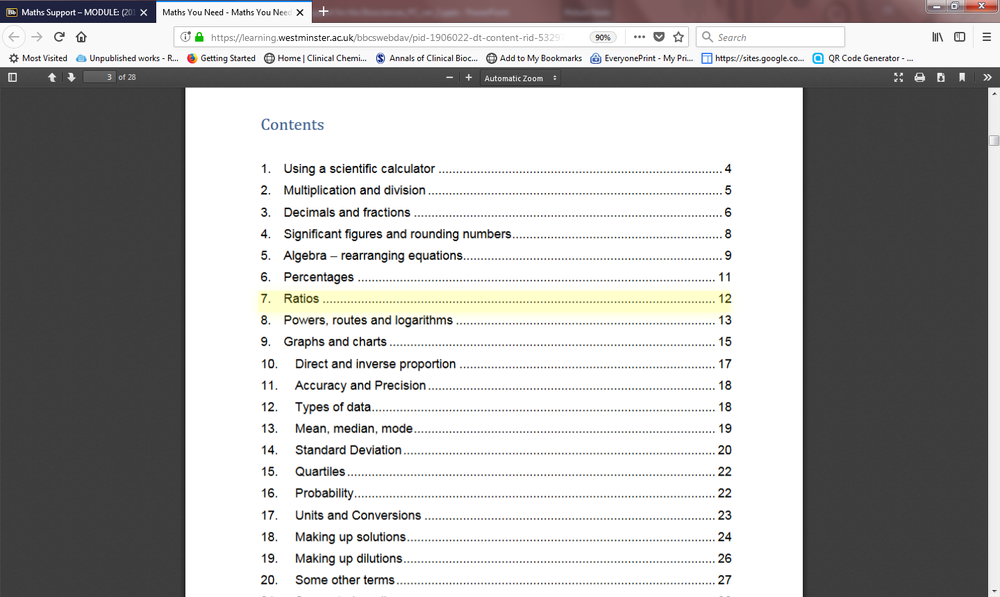 Maths Support – MODULE: (20
Maths You Need - Maths You Need
https://learning.westminster.ac.uk/bbcswebdav/pid-1906022-dt-content-rid-5329
90%
Search
Most Visited
Unpublished works - R...
Getting Started
Home | Clinical Chemi...
Annals of Clinical Bioc...
Add to My Bookmarks
EveryonePrint - My Pri...
https://sites.google.co...
QR Code Generator - ...
3 of 28
Automatic Zoom
Contents
1. Using a scientific calculator 4
2. Multiplication and division 5
3. Decimals and fractions 6
4. Significant figures and rounding numbers 8
5. Algebra – rearranging equations 9
6. Percentages 11
7. Ratios 12
8. Powers, routes and logarithms 13
9. Graphs and charts 15
10. Direct and inverse proportion 17
11. Accuracy and Precision 18
12. Types of data 18
13. Mean, median, mode 19
14. Standard Deviation 20
15. Quartiles 22
16. Probability 22
17. Units and Conversions 23
18. Making up solutions 24
19. Making up dilutions 26
20. Some other terms 27